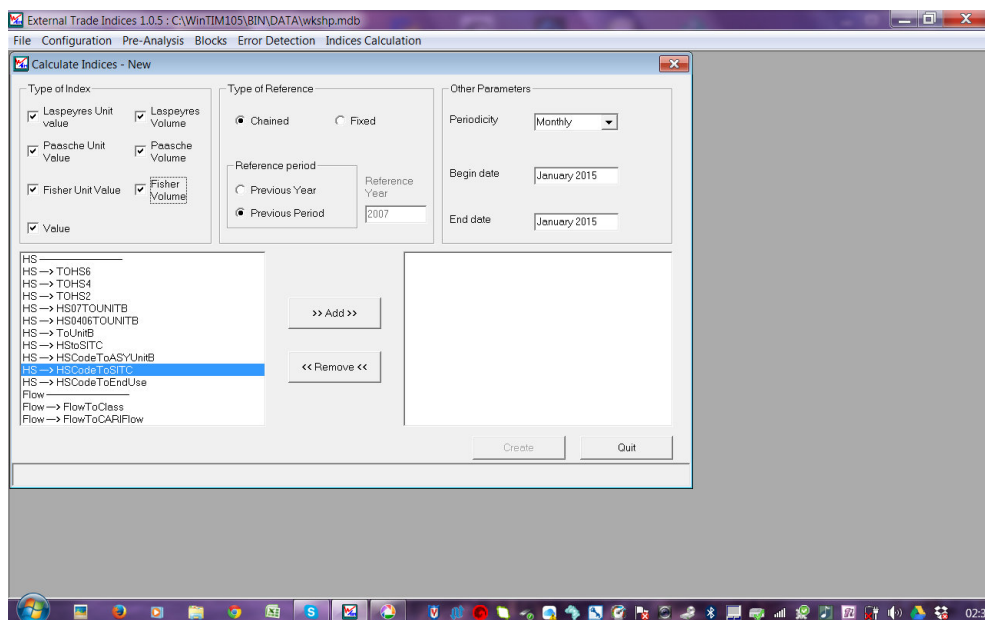 External Trade Indices 1.0.5 : C:\WinTIM105\BIN\DATA\wkshp.mdb
File Configuration Pre-Analysis Blocks Error Detection Indices Calculation
Calculate Indices - New
Type of Index
Laspeyres Unit value
Laspeyres Volume
Paasche Unit Value
Paasche Volume
Fisher Unit Value
Fisher Volume
Value
Type of Reference
Chained
Fixed
Reference period
Previous Year
Previous Period
Reference Year
2007
Other Parameters
Periodicity
Monthly
Begin date
January 2015
End date
January 2015
HS
HS —> TOHS6
HS —> TOHS4
HS —> TOHS2
HS —> HS07TOUNITB
HS —> HS0406TOUNITB
HS —> ToUnitB
HS —> HStoSITC
HS —> HSCodeToASYUnitB
HS —> HSCodeToSITC
HS —> HSCodeToEndUse
Flow
Flow —> FlowToClass
Flow —> FlowToCARIFlow
>> Add >>
<< Remove <<
Create
Quit